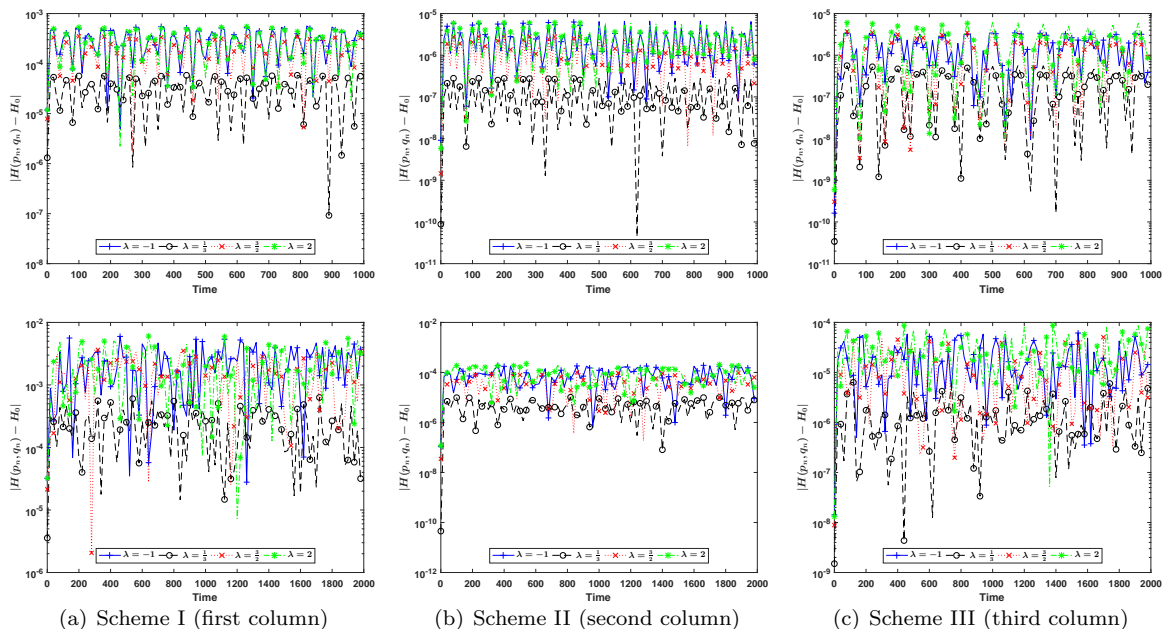 10^{-3}
10^{-4}
10^{-5}
10^{-6}
10^{-7}
10^{-8}
|H(p_n, q_n) − H_0|
λ = −1 λ = 1/3 λ = 3/2 λ = 2
0 100 200 300 400 500 600 700 800 900 1000
Time
10^{-5}
10^{-6}
10^{-7}
10^{-8}
10^{-9}
10^{-10}
10^{-11}
|H(p_n, q_n) − H_0|
λ = −1 λ = 1/3 λ = 3/2 λ = 2
0 100 200 300 400 500 600 700 800 900 1000
Time
10^{-5}
10^{-6}
10^{-7}
10^{-8}
10^{-9}
10^{-10}
10^{-11}
|H(p_n, q_n) − H_0|
λ = −1 λ = 1/3 λ = 3/2 λ = 2
0 100 200 300 400 500 600 700 800 900 1000
Time
10^{-2}
10^{-3}
10^{-4}
10^{-5}
10^{-6}
|H(p_n, q_n) − H_0|
λ = −1 λ = 1/3 λ = 3/2 λ = 2
0 200 400 600 800 1000 1200 1400 1600 1800 2000
Time
10^{-2}
10^{-4}
10^{-6}
10^{-8}
10^{-10}
10^{-12}
|H(p_n, q_n) − H_0|
λ = −1 λ = 1/3 λ = 3/2 λ = 2
0 200 400 600 800 1000 1200 1400 1600 1800 2000
Time
10^{-4}
10^{-5}
10^{-6}
10^{-7}
10^{-8}
10^{-9}
|H(p_n, q_n) − H_0|
λ = −1 λ = 1/3 λ = 3/2 λ = 2
0 200 400 600 800 1000 1200 1400 1600 1800 2000
Time
(a) Scheme I (first column)
(b) Scheme II (second column)
(c) Scheme III (third column)